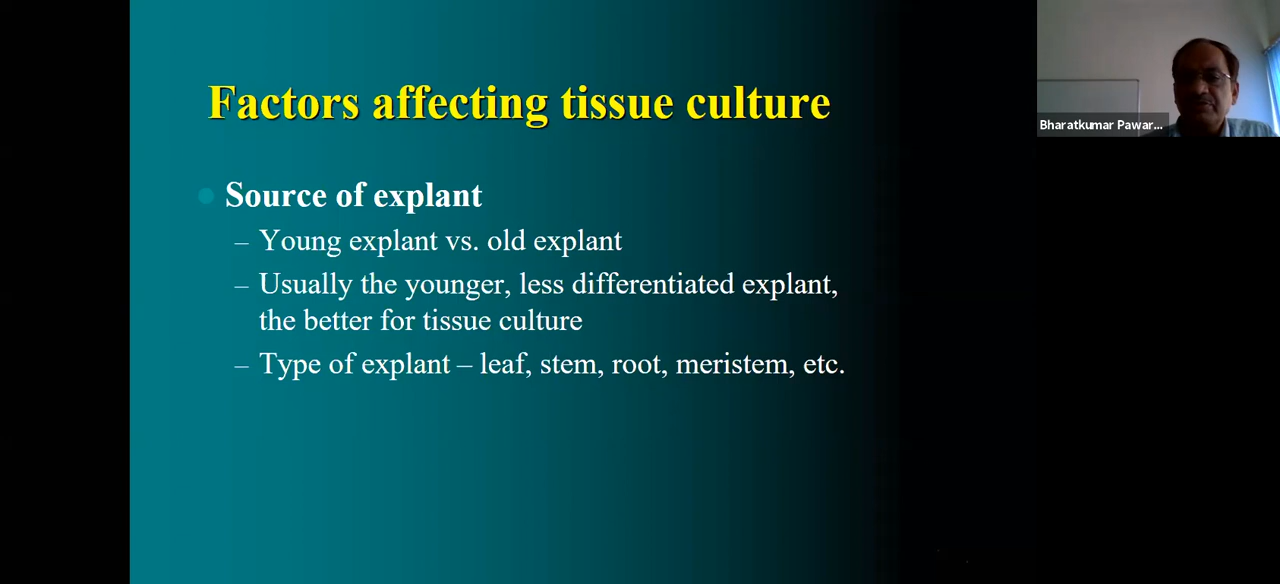 Factors affecting tissue culture
Source of explant
– Young explant vs. old explant
– Usually the younger, less differentiated explant,
the better for tissue culture
– Type of explant – leaf, stem, root, meristem, etc.
Bharatkumar Pawar...